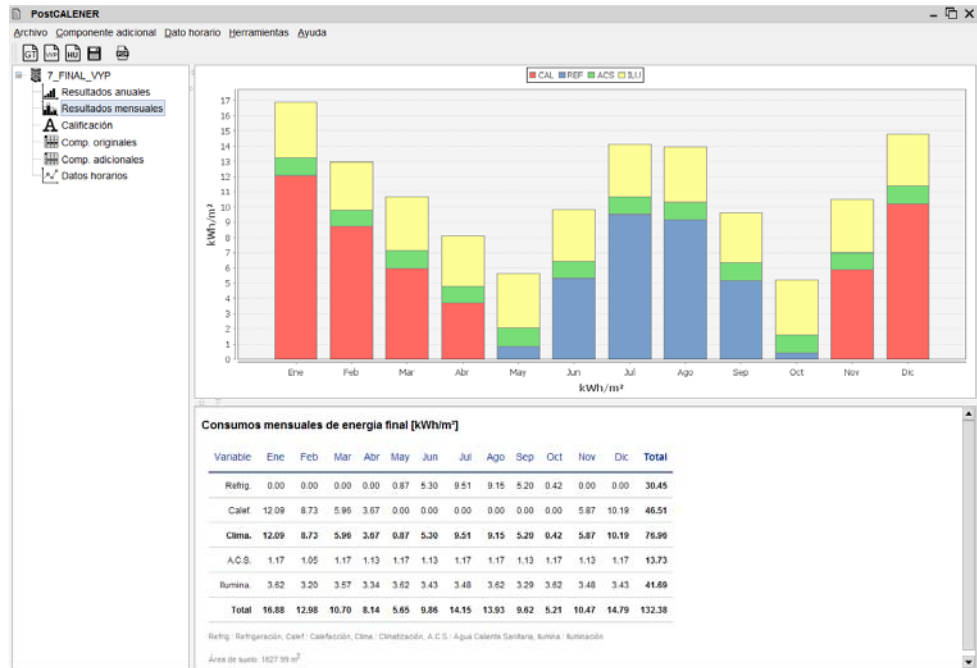 PostCALENER
Archivo Componente adicional Dato horario Herramientas Ayuda
GT VYP HU
7_FINAL_VYP
Resultados anuales
Resultados mensuales
Calificación
Comp. originales
Comp. adicionales
Datos horarios
CAL REF ACS ILU
17
16
15
14
13
12
11
10
9
8
7
6
5
4
3
2
1
0
kWh/m²
Ene Feb Mar Abr May Jun Jul Ago Sep Oct Nov Dic
kWh/m²
Consumos mensuales de energía final [kWh/m²]
Variable Ene Feb Mar Abr May Jun Jul Ago Sep Oct Nov Dic Total
Refrig. 0.00 0.00 0.00 0.00 0.87 5.30 9.51 9.15 5.20 0.42 0.00 0.00 30.45
Calef. 12.09 8.73 5.96 3.67 0.00 0.00 0.00 0.00 0.00 0.00 5.87 10.19 46.51
Clima. 12.09 8.73 5.96 3.67 0.87 5.30 9.51 9.15 5.20 0.42 5.87 10.19 76.96
A.C.S. 1.17 1.05 1.17 1.13 1.17 1.13 1.17 1.17 1.13 1.17 1.13 1.17 13.73
Ilumina. 3.62 3.20 3.57 3.34 3.62 3.43 3.48 3.62 3.29 3.62 3.48 3.43 41.69
Total 16.88 12.98 10.70 8.14 5.65 9.86 14.15 13.93 9.62 5.21 10.47 14.79 132.38
Refrig.: Refrigeración, Calef.: Calefacción, Clima.: Climatización, A.C.S.: Agua Caliente Sanitaria, Ilumina.: Iluminación
Área de suelo: 1827.99 m²